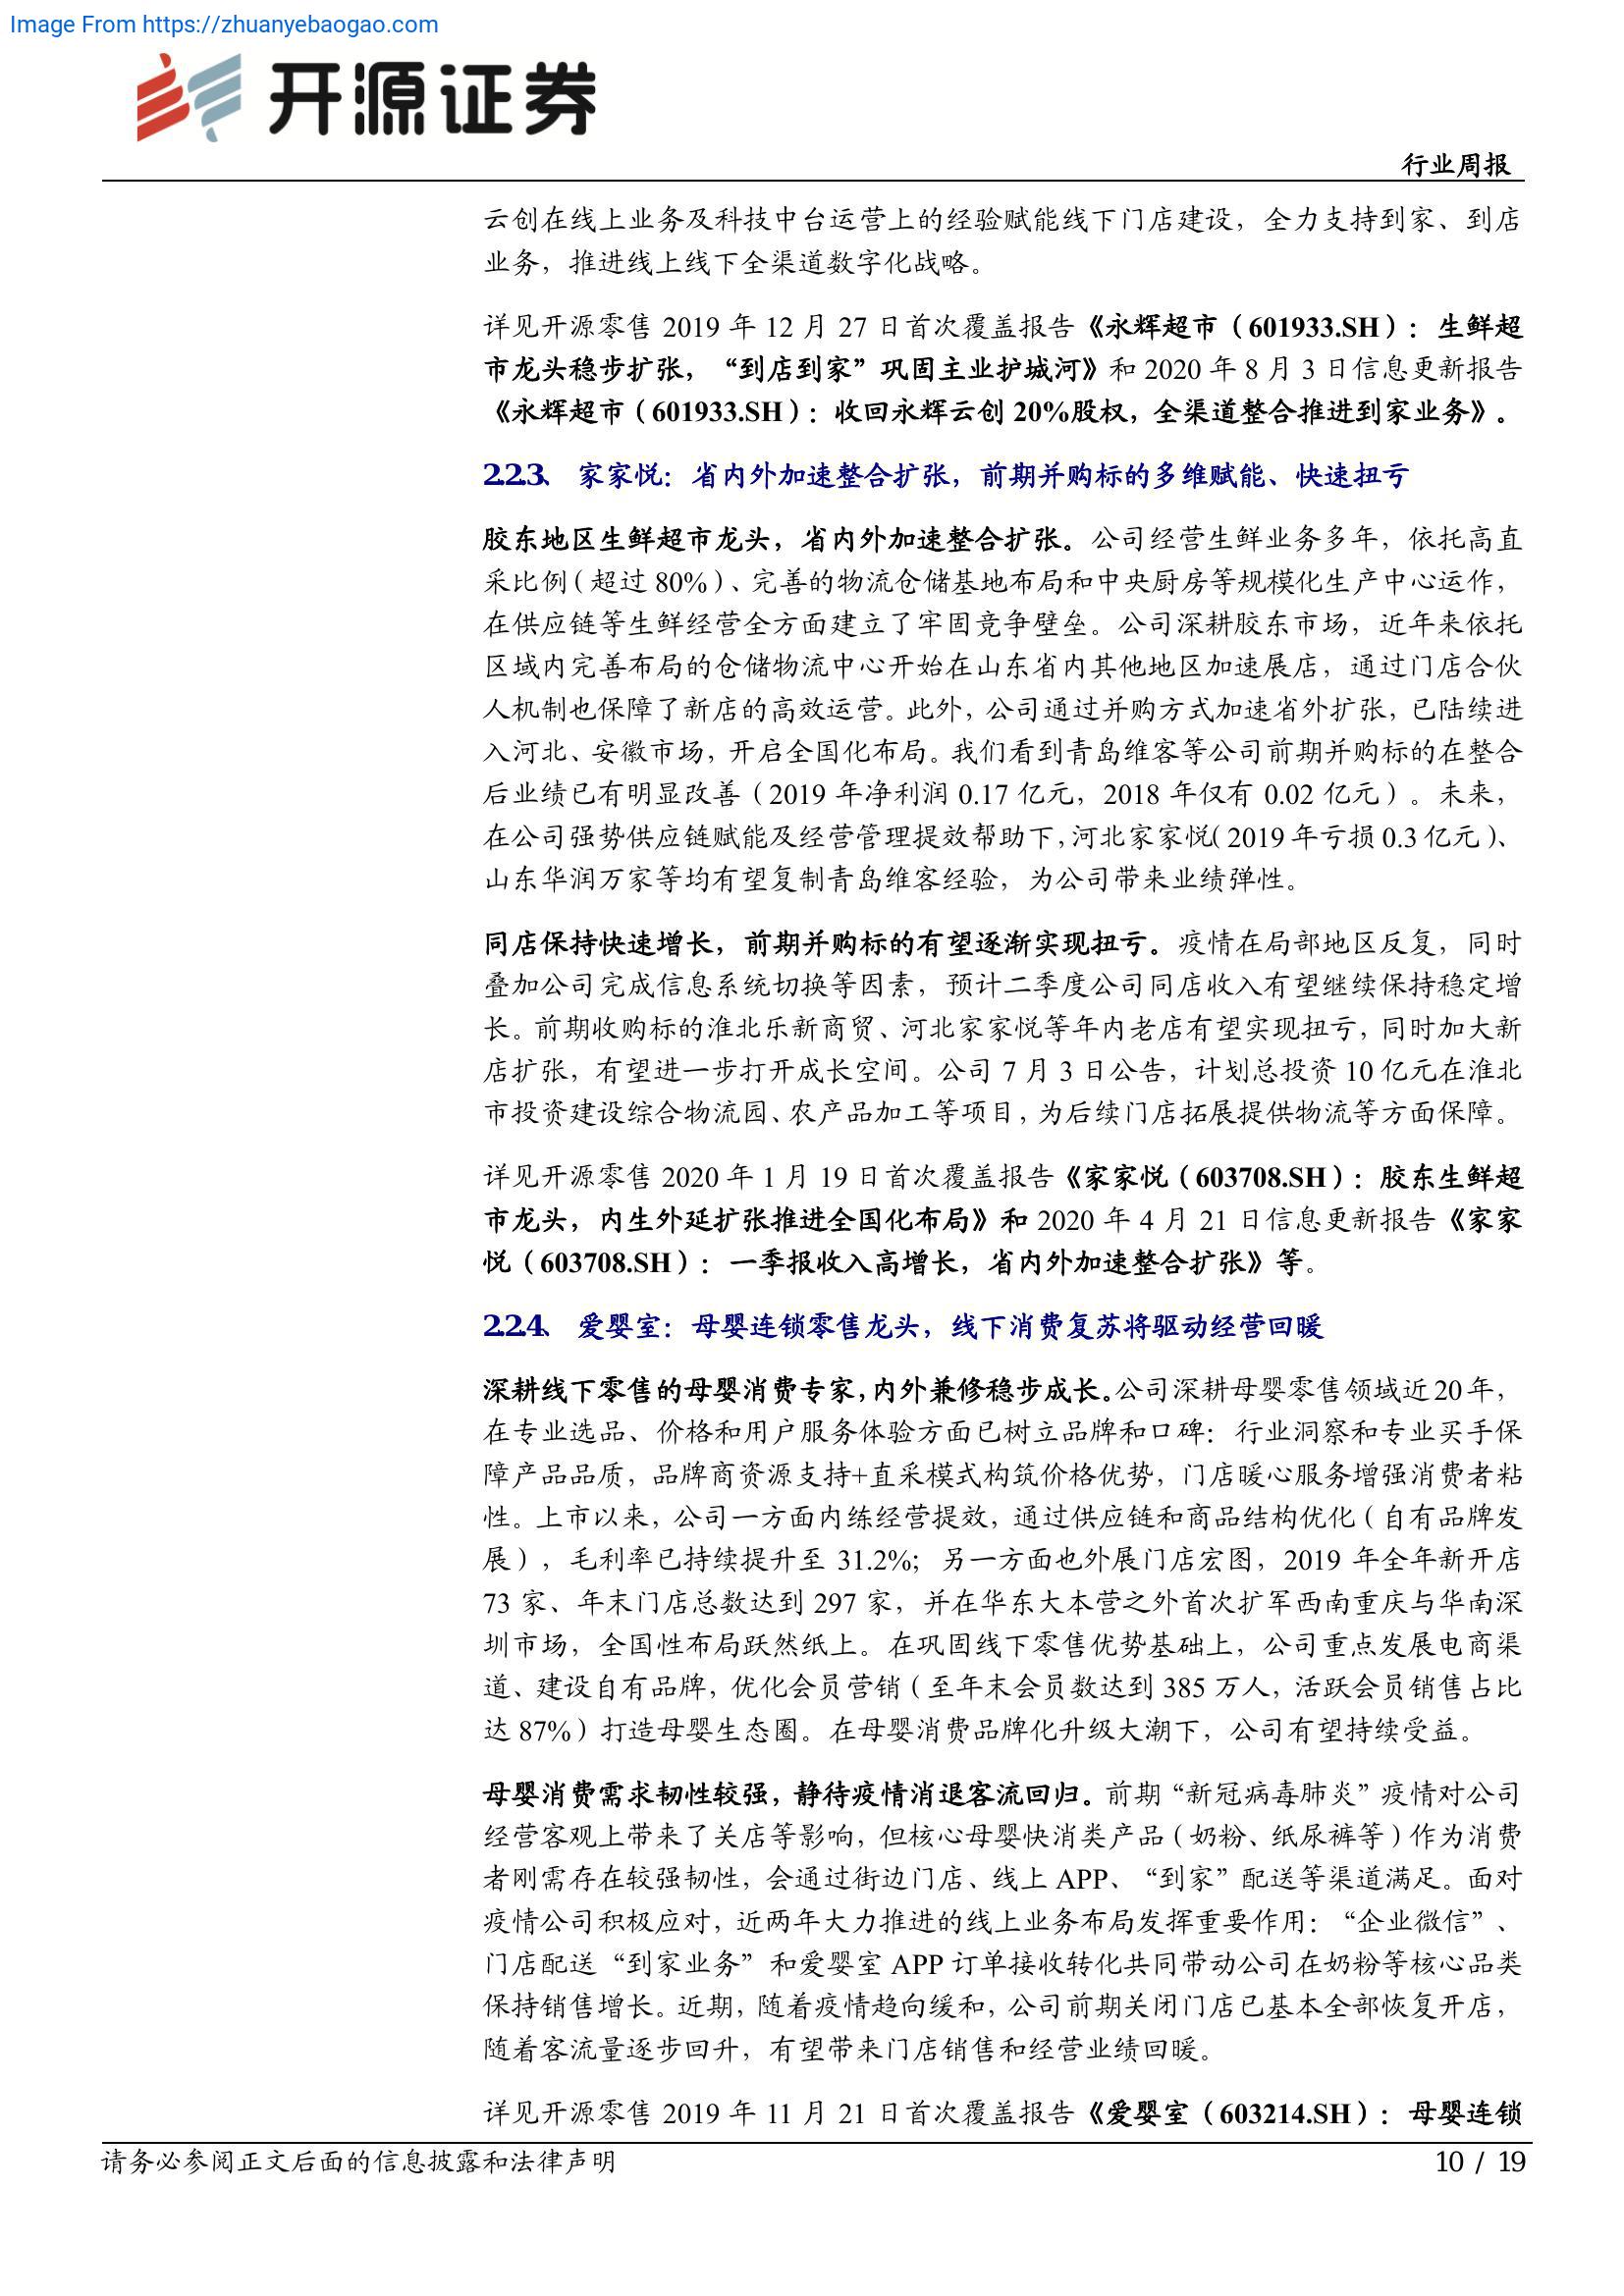 Image From https://zhuanyebaogao.com
开源证券
行业周报
云创在线上业务及科技中台运营上的经验赋能线下门店建设，全力支持到家、到店
业务，推进线上线下全渠道数字化战略。
详见开源零售 2019 年 12 月 27 日首次覆盖报告《永辉超市（601933.SH）：生鲜超
市龙头稳步扩张，“到店到家”巩固主业护城河》和 2020 年 8 月 3 日信息更新报告
《永辉超市（601933.SH）：收回永辉云创 20%股权，全渠道整合推进到家业务》。
2.2.3、 家家悦：省内外加速整合扩张，前期并购标的多维赋能、快速扭亏
胶东地区生鲜超市龙头，省内外加速整合扩张。公司经营生鲜业务多年，依托高直
采比例（超过 80%）、完善的物流仓储基地布局和中央厨房等规模化生产中心运作，
在供应链等生鲜经营全方面建立了牢固竞争壁垒。公司深耕胶东市场，近年来依托
区域内完善布局的仓储物流中心开始在山东省内其他地区加速展店，通过门店合伙
人机制也保障了新店的高效运营。此外，公司通过并购方式加速省外扩张，已陆续进
入河北、安徽市场，开启全国化布局。我们看到青岛维客等公司前期并购标的在整合
后业绩已有明显改善（2019 年净利润 0.17 亿元，2018 年仅有 0.02 亿元）。未来，
在公司强势供应链赋能及经营管理提效帮助下，河北家家悦（2019 年亏损 0.3 亿元）、
山东华润万家等均有望复制青岛维客经验，为公司带来业绩弹性。
同店保持快速增长，前期并购标的有望逐渐实现扭亏。疫情在局部地区反复，同时
叠加公司完成信息系统切换等因素，预计二季度公司同店收入有望继续保持稳定增
长。前期收购标的淮北乐新商贸、河北家家悦等年内老店有望实现扭亏，同时加大新
店扩张，有望进一步打开成长空间。公司 7 月 3 日公告，计划总投资 10 亿元在淮北
市投资建设综合物流园、农产品加工等项目，为后续门店拓展提供物流等方面保障。
详见开源零售 2020 年 1 月 19 日首次覆盖报告《家家悦（603708.SH）：胶东生鲜超
市龙头，内生外延扩张推进全国化布局》和 2020 年 4 月 21 日信息更新报告《家家
悦（603708.SH）：一季报收入高增长，省内外加速整合扩张》等。
2.2.4、 爱婴室：母婴连锁零售龙头，线下消费复苏将驱动经营回暖
深耕线下零售的母婴消费专家，内外兼修稳步成长。公司深耕母婴零售领域近 20 年，
在专业选品、价格和用户服务体验方面已树立品牌和口碑：行业洞察和专业买手保
障产品品质，品牌商资源支持+直采模式构筑价格优势，门店暖心服务增强消费者粘
性。上市以来，公司一方面内练经营提效，通过供应链和商品结构优化（自有品牌发
展），毛利率已持续提升至 31.2%；另一方面也外展门店宏图，2019 年全年新开店
73 家、年末门店总数达到 297 家，并在华东大本营之外首次扩军西南重庆与华南深
圳市场，全国性布局跃然纸上。在巩固线下零售优势基础上，公司重点发展电商渠
道、建设自有品牌，优化会员营销（至年末会员数达到 385 万人，活跃会员销售占比
达 87%）打造母婴生态圈。在母婴消费品牌化升级大潮下，公司有望持续受益。
母婴消费需求韧性较强，静待疫情消退客流回归。前期“新冠病毒肺炎”疫情对公司
经营客观上带来了关店等影响，但核心母婴快消类产品（奶粉、纸尿裤等）作为消费
者刚需存在较强韧性，会通过街边门店、线上 APP、“到家”配送等渠道满足。面对
疫情公司积极应对，近两年大力推进的线上业务布局发挥重要作用：“企业微信”、
门店配送“到家业务”和爱婴室 APP 订单接收转化共同带动公司在奶粉等核心品类
保持销售增长。近期，随着疫情趋向缓和，公司前期关闭门店已基本全部恢复开店，
随着客流量逐步回升，有望带来门店销售和经营业绩回暖。
详见开源零售 2019 年 11 月 21 日首次覆盖报告《爱婴室（603214.SH）：母婴连锁
请务必参阅正文后面的信息披露和法律声明
10 / 19